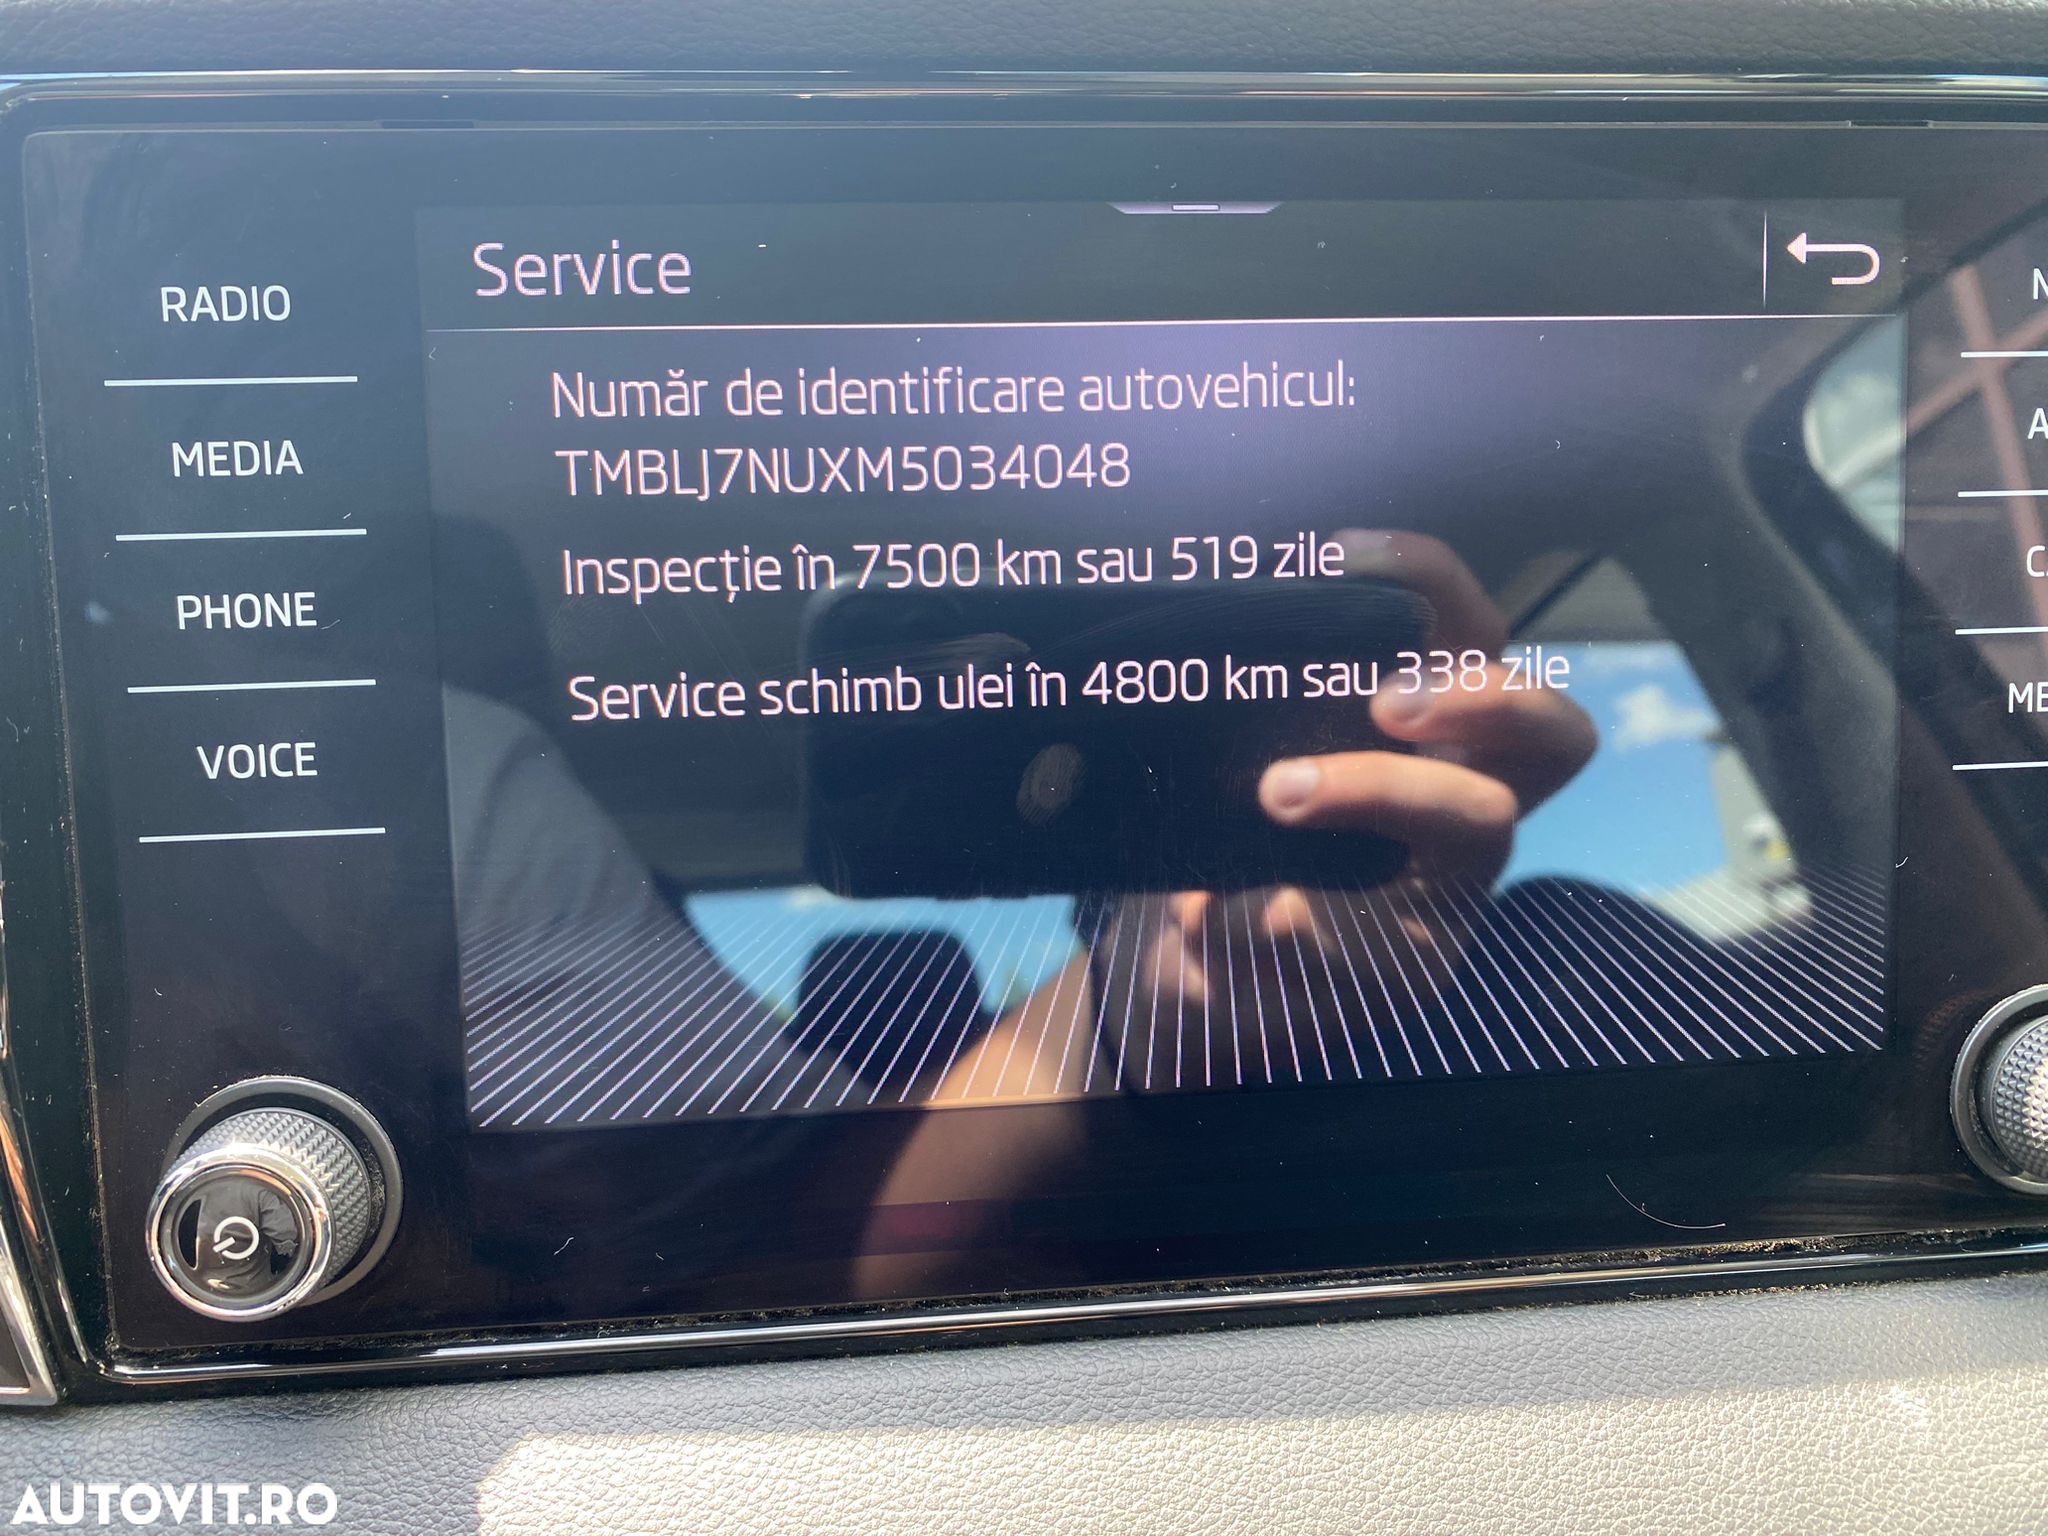 Service
RADIO
MEDIA
PHONE
VOICE
Număr de identificare autovehicul:
TMBLJ7NUXM5034048
Inspecție în 7500 km sau 519 zile
Service schimb ulei în 4800 km sau 338 zile
AUTOVIT.RO